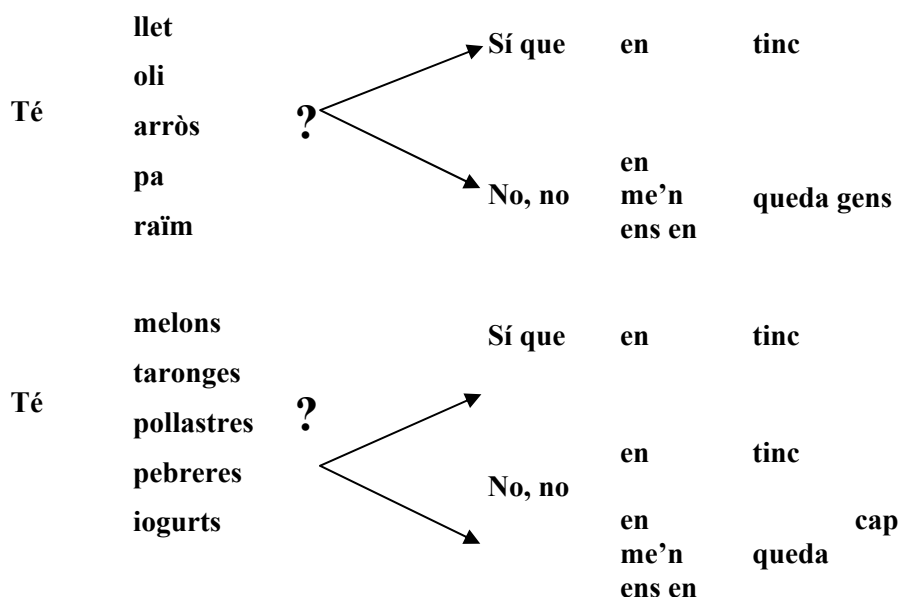 llet
Sí que en tinc
oli
Té
arròs ?
en
pa
No, no me’n queda gens
raïm
ens en
melons
Sí que en tinc
taronges
Té
pollastres ?
pebreres
en tinc
No, no
iogurts
en cap
me’n queda
ens en